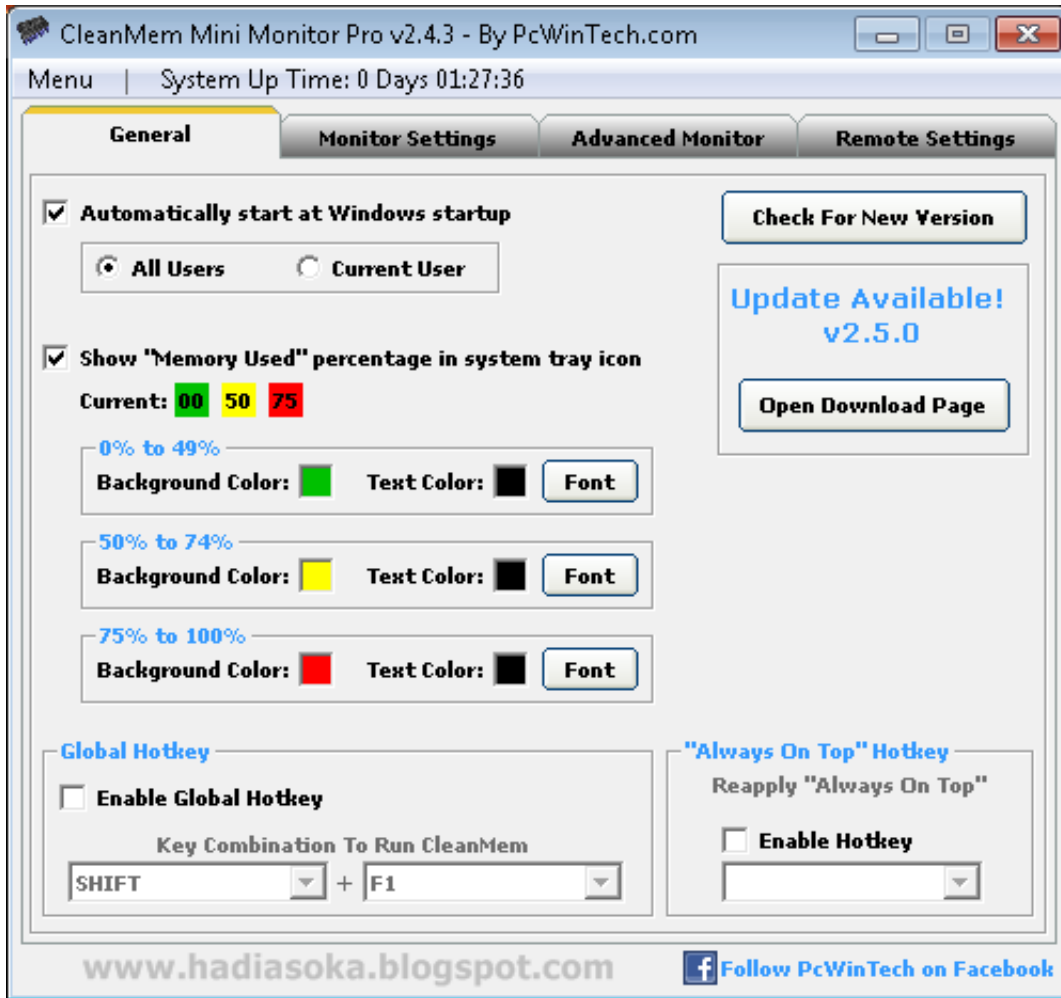 CleanMem Mini Monitor Pro v2.4.3 - By PcWinTech.com
Menu | System Up Time: 0 Days 01:27:36
General Monitor Settings Advanced Monitor Remote Settings
Automatically start at Windows startup
All Users Current User
Check For New Version
Update Available!
v2.5.0
Open Download Page
Show "Memory Used" percentage in system tray icon
Current: 00 50 75
0% to 49%
Background Color: Text Color: Font
50% to 74%
Background Color: Text Color: Font
75% to 100%
Background Color: Text Color: Font
Global Hotkey
Enable Global Hotkey
Key Combination To Run CleanMem
SHIFT + F1
"Always On Top" Hotkey
Reapply "Always On Top"
Enable Hotkey
www.hadiasoka.blogspot.com
f Follow PcWinTech on Facebook